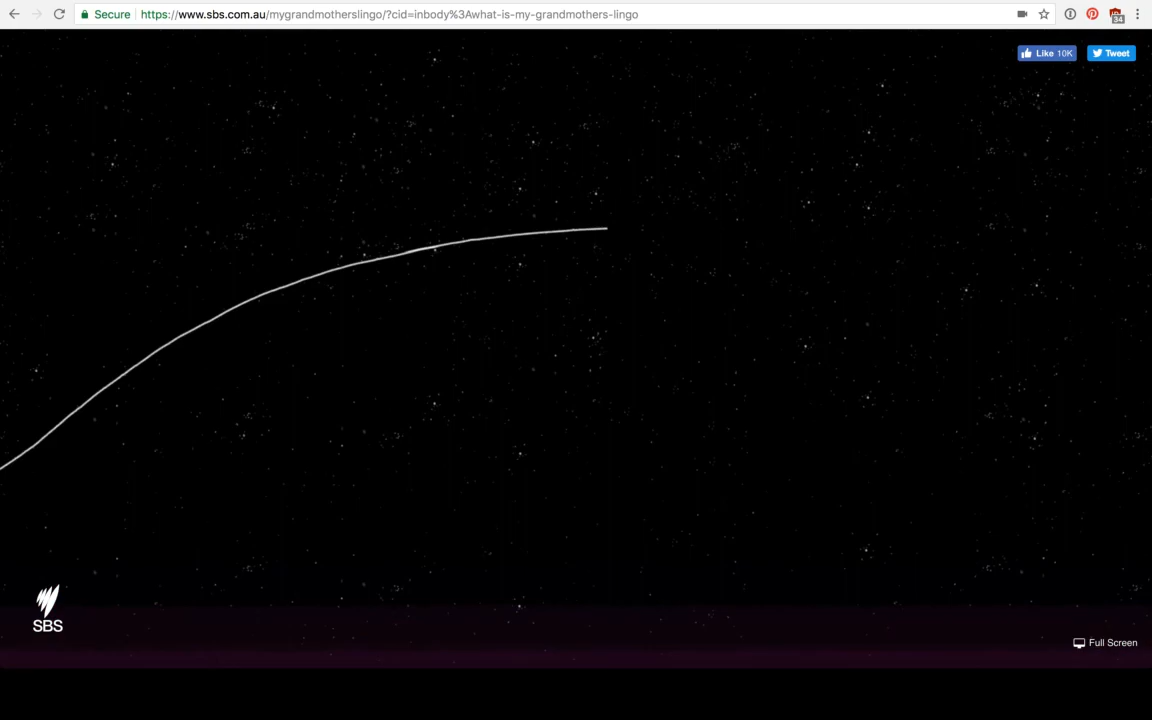 Secure https://www.sbs.com.au/mygrandmotherslingo/?cid=inbody%3Awhat-is-my-grandmothers-lingo
34
Like 10K
Tweet
SBS
Full Screen